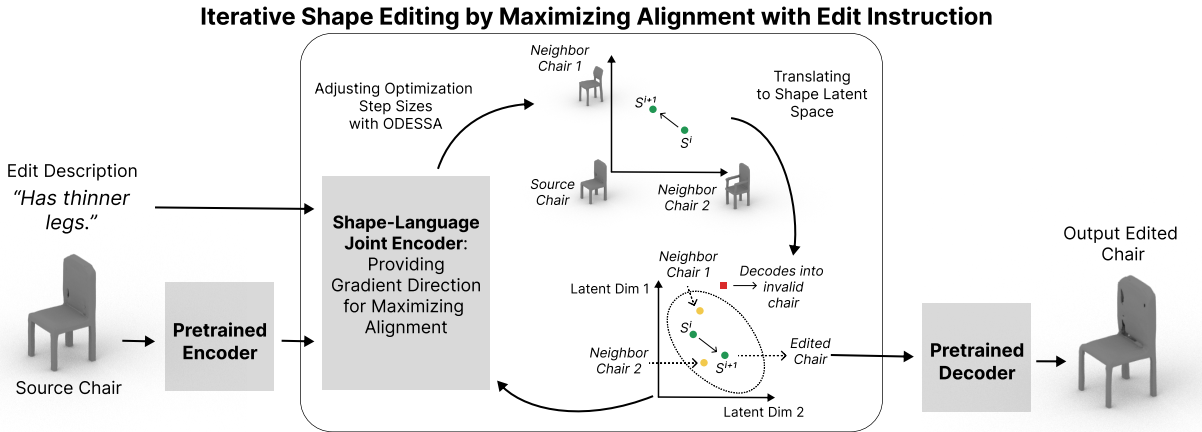 Iterative Shape Editing by Maximizing Alignment with Edit Instruction
Edit Description
“Has thinner
legs.”
Source Chair
Pretrained
Encoder
Adjusting Optimization
Step Sizes
with ODESSA
Shape-Language
Joint Encoder:
Providing
Gradient Direction
for Maximizing
Alignment
Neighbor
Chair 1
S^{i+1}
S^i
Source
Chair
Neighbor
Chair 2
Translating
to Shape Latent
Space
Neighbor
Chair 1
Decodes into
invalid
chair
Latent Dim 1
S^i
S^{i+1}
Neighbor
Chair 2
Edited
Chair
Latent Dim 2
Pretrained
Decoder
Output Edited
Chair